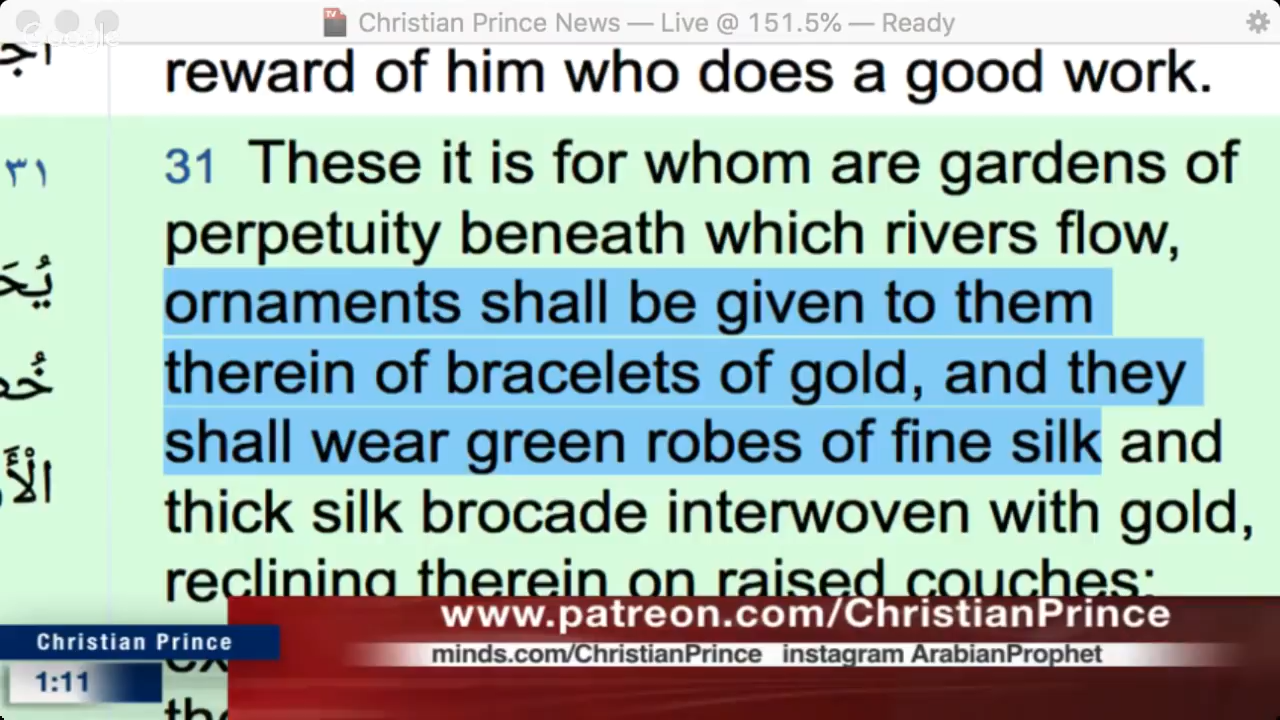 Christian Prince News — Live @ 151.5% — Ready
Google
reward of him who does a good work.
٣١
31 These it is for whom are gardens of
perpetuity beneath which rivers flow,
ornaments shall be given to them
therein of bracelets of gold, and they
shall wear green robes of fine silk and
thick silk brocade interwoven with gold,
reclining therein on raised couches;
www.patreon.com/ChristianPrince
Christian Prince
minds.com/ChristianPrince instagram ArabianProphet
1:11